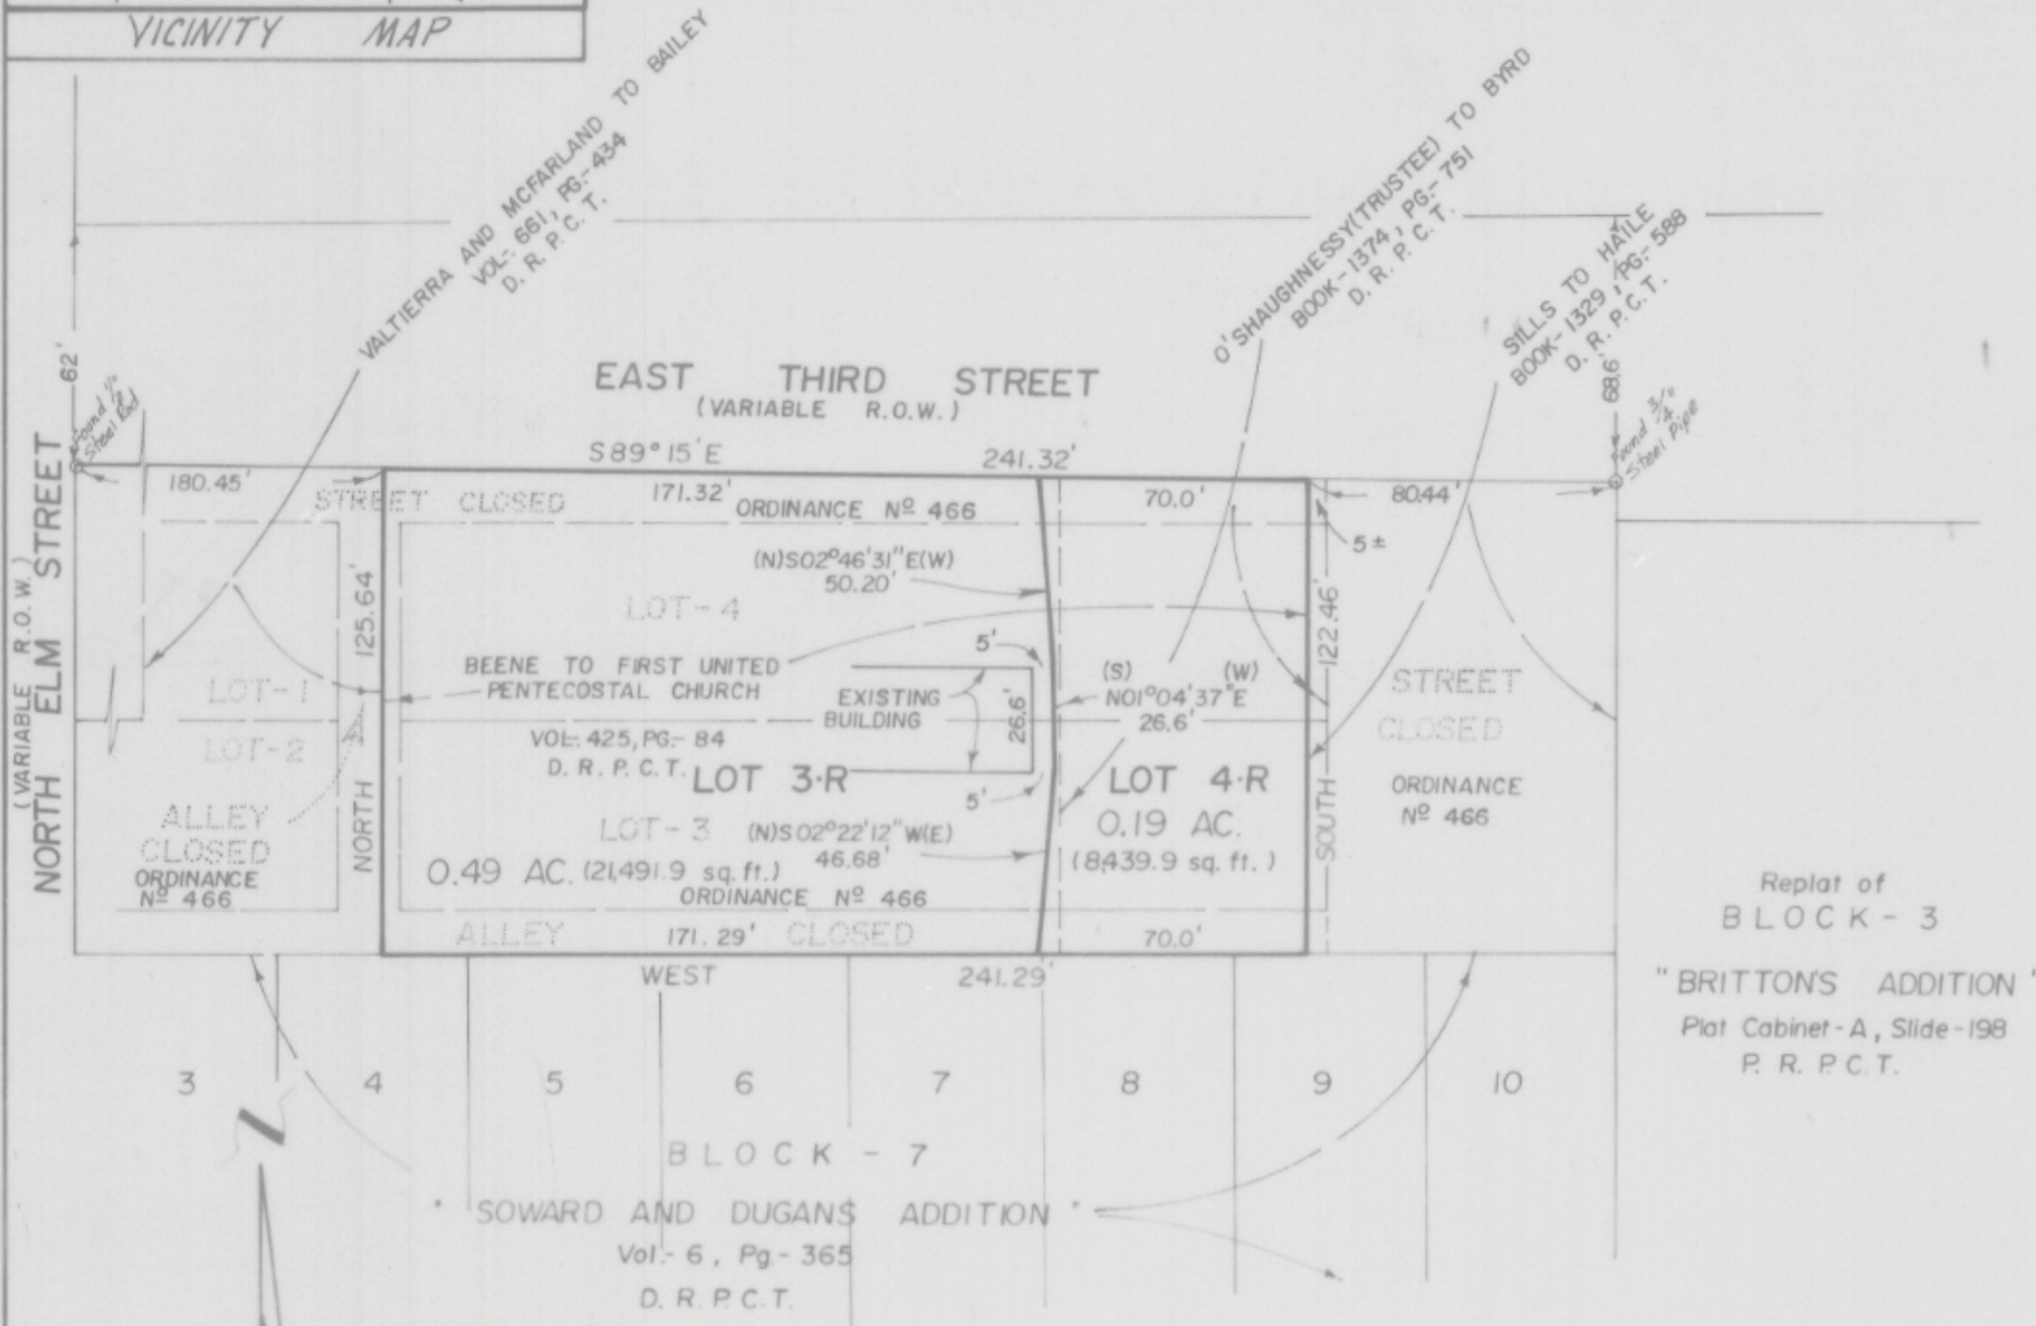 VICINITY MAP
VALTIERRA AND MCFARLAND TO BAILEY
VOL-. 661, PG.-434
D. R. P. C. T.
O'SHAUGHNESSY(TRUSTEE) TO BYRD
BOOK-1374, PG.-751
D. R. P. C. T.
SILLS TO HAILE
BOOK-1329, PG.-588
D. R. P. C. T.
62'
68.6'
Found 1/2"
Steel Rod
Found 3/4"
Steel Pipe
EAST THIRD STREET
(VARIABLE R.O.W.)
NORTH ELM STREET
(VARIABLE R.O.W.)
S89°15'E 241.32'
180.45'
171.32'
70.0'
80.44'
5±
STREET CLOSED
ORDINANCE Nº 466
(N)S02°46'31"E(W)
50.20'
LOT-4
125.64'
NORTH
122.46'
SOUTH
BEENE TO FIRST UNITED
PENTECOSTAL CHURCH
VOL. 425, PG.- 84
D. R. P. C. T.
EXISTING
BUILDING
5'
26.6'
5'
(S) (W)
N01°04'37"E
26.6'
STREET
CLOSED
ORDINANCE
Nº 466
LOT-1
LOT-2
ALLEY
CLOSED
ORDINANCE
Nº 466
LOT 3-R
LOT 4-R
LOT-3
(N)S02°22'12"W(E)
46.68'
0.19 AC.
(8,439.9 sq. ft.)
0.49 AC. (21,491.9 sq. ft.)
ORDINANCE Nº 466
ALLEY 171.29' CLOSED
70.0'
WEST 241.29'
Replat of
BLOCK - 3
"BRITTON'S ADDITION"
Plat Cabinet-A, Slide-198
P. R. P. C. T.
3 4 5 6 7 8 9 10
BLOCK - 7
" SOWARD AND DUGANS ADDITION "
Vol.- 6, Pg.- 365
D. R. P. C. T.